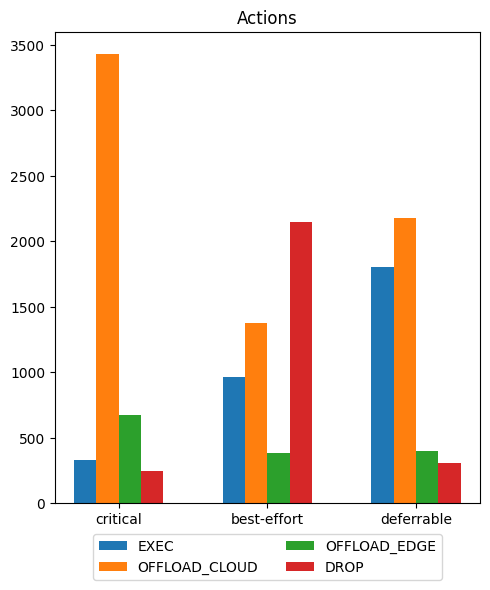 Actions
3500
3000
2500
2000
1500
1000
500
0
critical best-effort deferrable
EXEC OFFLOAD_EDGE
OFFLOAD_CLOUD DROP